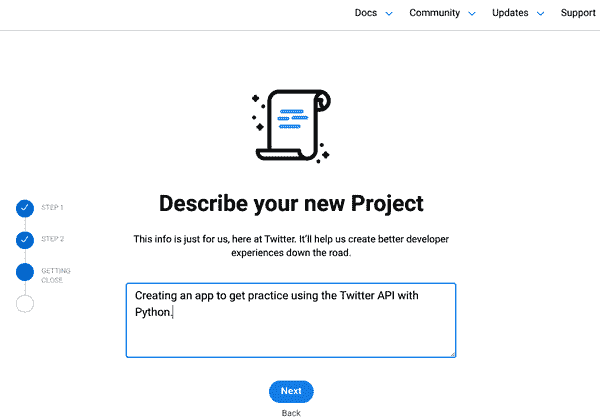 Docs Community Updates Support
Describe your new Project
This info is just for us, here at Twitter. It'll help us create better developer
experiences down the road.
STEP 1
STEP 2
GETTING
CLOSE
Creating an app to get practice using the Twitter API with
Python.
Next
Back